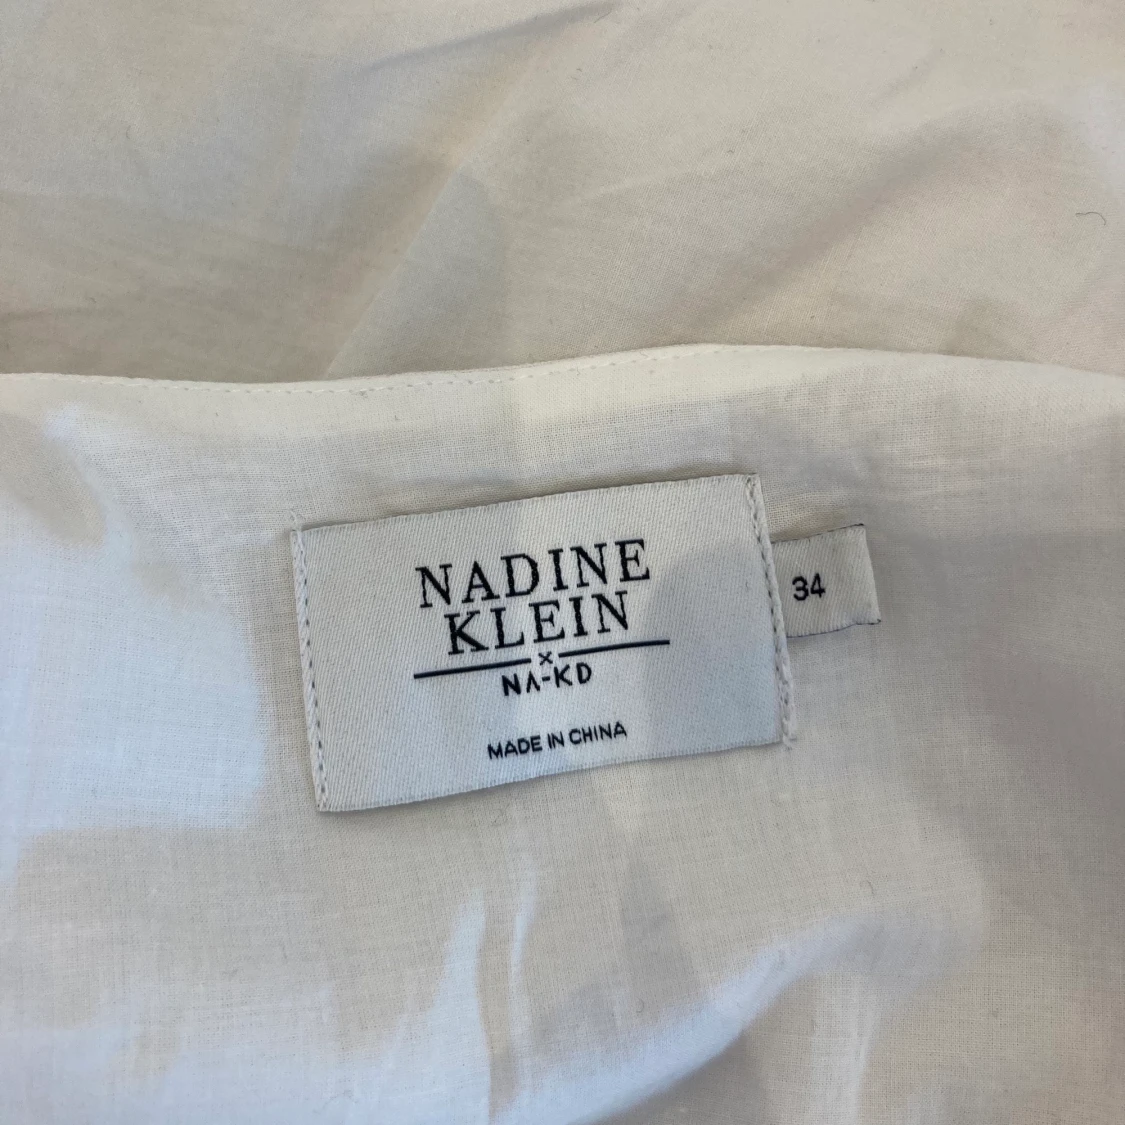 NADINE
KLEIN
×
NA-KD
MADE IN CHINA
34